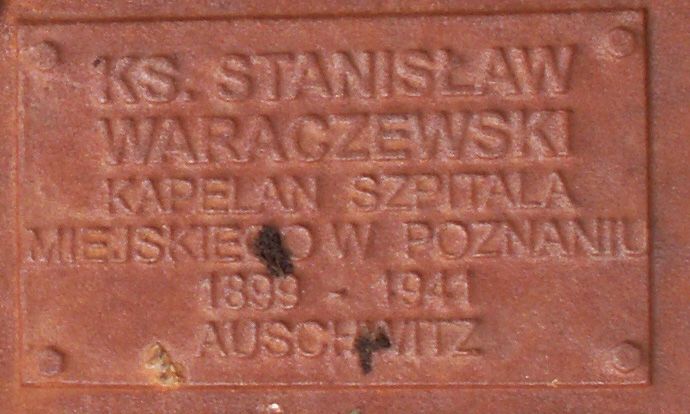 KS. STANISŁAW
WARACZEWSKI
KAPELAN SZPITALA
MIEJSKIEGO W POZNANIU
1899 - 1941
AUSCHWITZ